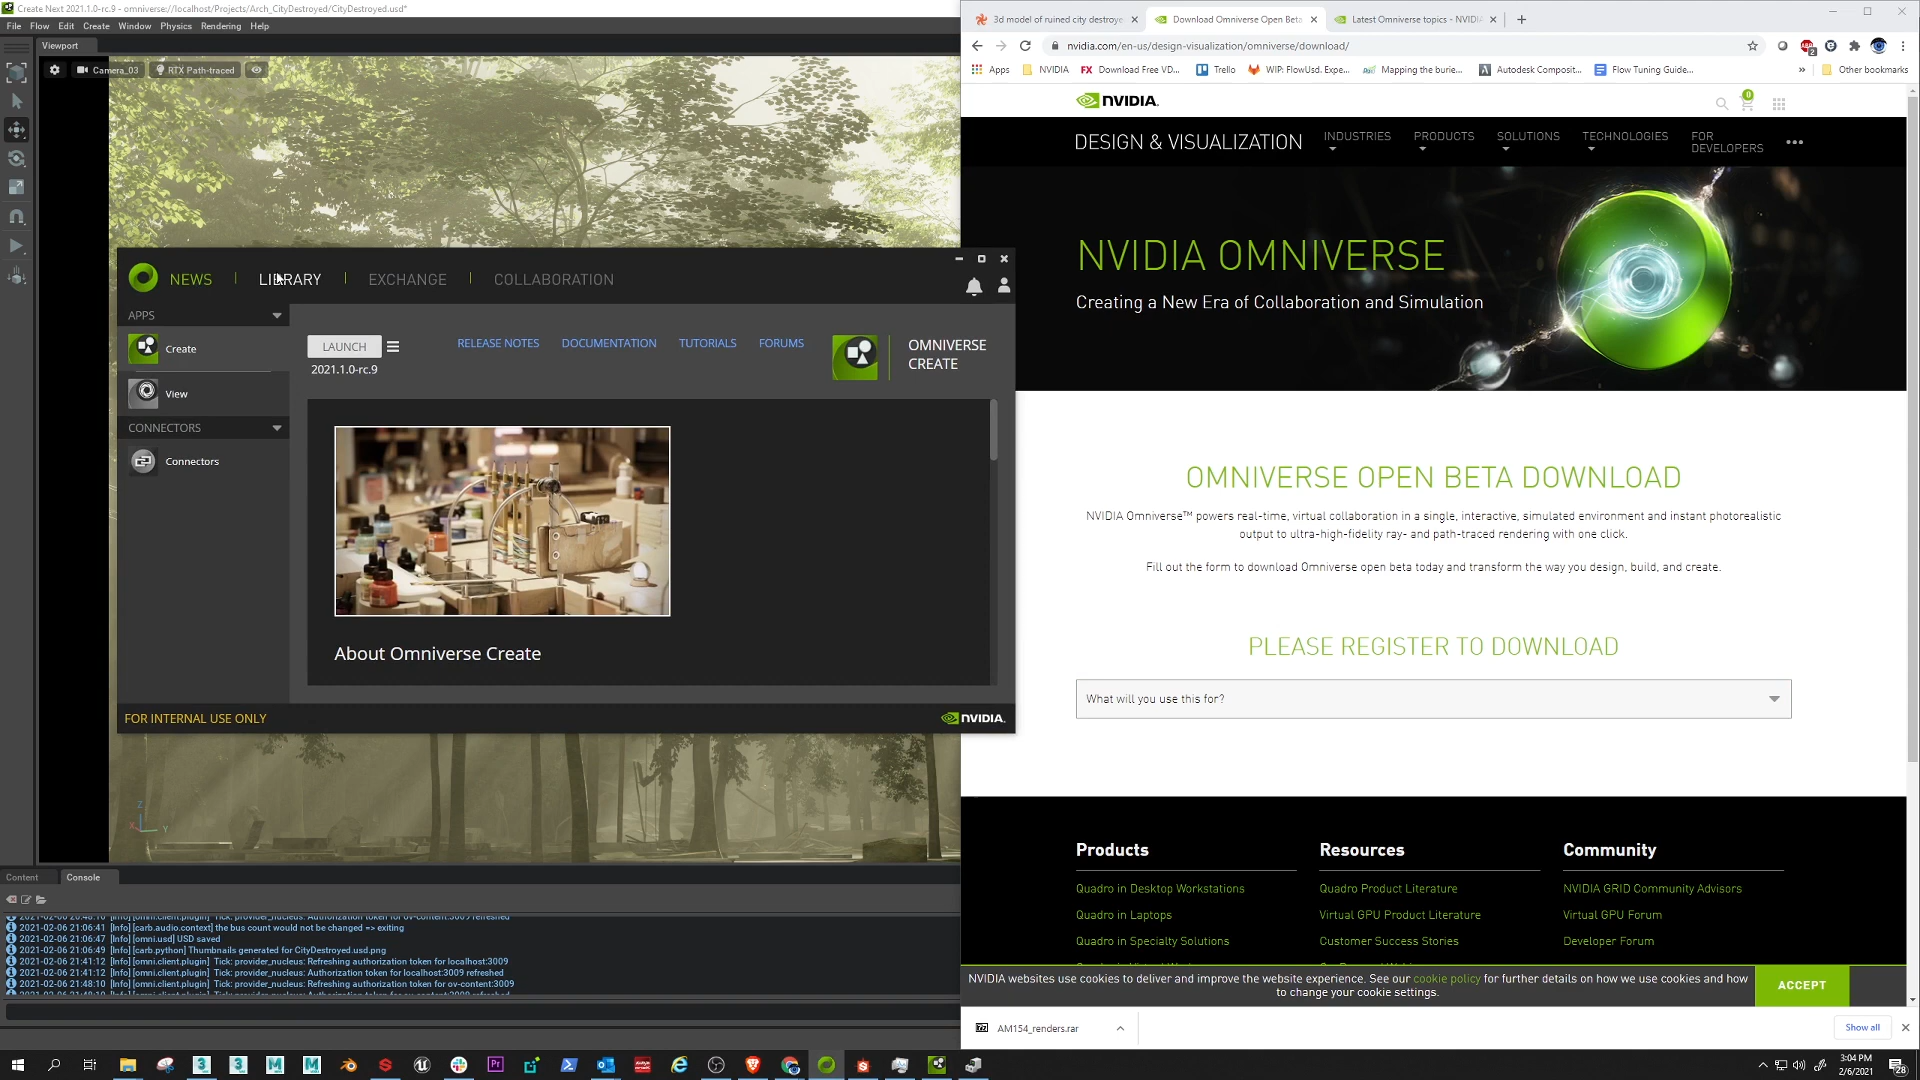 Create Next 2021.1.0-rc.9 - omniverse://localhost/Projects/Arch_CityDestroyed/CityDestroyed.usd*
File Flow Edit Create Window Physics Rendering Help
Viewport
Camera_03 RTX Path-traced
NEWS LIBRARY EXCHANGE COLLABORATION
APPS
Create
View
CONNECTORS
Connectors
LAUNCH
2021.1.0-rc.9
RELEASE NOTES DOCUMENTATION TUTORIALS FORUMS
OMNIVERSE
CREATE
About Omniverse Create
FOR INTERNAL USE ONLY
NVIDIA.
Z
Y
Content Console
2021-02-06 21:06:41 [Info] [carb.audio.context] the bus count would not be changed => exiting
2021-02-06 21:06:47 [Info] [omni.usd] USD saved
2021-02-06 21:06:49 [Info] [carb.python] Thumbnails generated for CityDestroyed.usd.png
2021-02-06 21:41:12 [Info] [omni.client.plugin] Tick: provider_nucleus: Refreshing authorization token for localhost:3009
2021-02-06 21:41:12 [Info] [omni.client.plugin] Tick: provider_nucleus: Authorization token for localhost:3009 refreshed
2021-02-06 21:48:10 [Info] [omni.client.plugin] Tick: provider_nucleus: Refreshing authorization token for ov-content:3009
3d model of ruined city destroye
Download Omniverse Open Beta
Latest Omniverse topics - NVIDI
nvidia.com/en-us/design-visualization/omniverse/download/
Apps NVIDIA FX Download Free VD... Trello WIP: FlowUsd. Expe... Mapping the burie... Autodesk Composit... Flow Tuning Guide... » Other bookmarks
NVIDIA.
0
DESIGN & VISUALIZATION
INDUSTRIES PRODUCTS SOLUTIONS TECHNOLOGIES FOR DEVELOPERS
NVIDIA OMNIVERSE
Creating a New Era of Collaboration and Simulation
OMNIVERSE OPEN BETA DOWNLOAD
NVIDIA Omniverse™ powers real-time, virtual collaboration in a single, interactive, simulated environment and instant photorealistic
output to ultra-high-fidelity ray- and path-traced rendering with one click.
Fill out the form to download Omniverse open beta today and transform the way you design, build, and create.
PLEASE REGISTER TO DOWNLOAD
What will you use this for?
Products Resources Community
Quadro in Desktop Workstations Quadro Product Literature NVIDIA GRID Community Advisors
Quadro in Laptops Virtual GPU Product Literature Virtual GPU Forum
Quadro in Specialty Solutions Customer Success Stories Developer Forum
NVIDIA websites use cookies to deliver and improve the website experience. See our cookie policy for further details on how we use cookies and how
to change your cookie settings.
ACCEPT
AM154_renders.rar
Show all
3:04 PM
2/6/2021
28